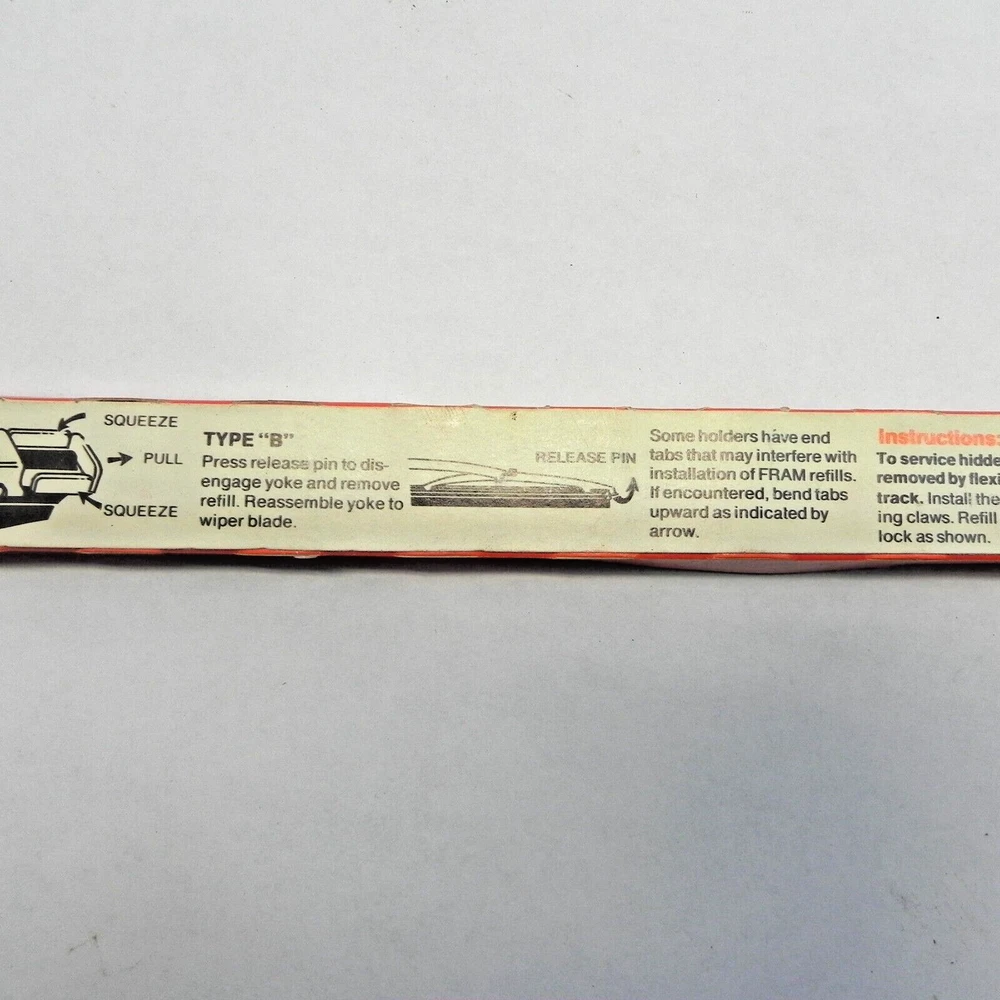 SQUEEZE
PULL
SQUEEZE
TYPE “B”
Press release pin to dis-
engage yoke and remove
refill. Reassemble yoke to
wiper blade.
RELEASE PIN
Some holders have end
tabs that may interfere with
installation of FRAM refills.
If encountered, bend tabs
upward as indicated by
arrow.
Instructions:
To service hidde
removed by flexi
track. Install the
ing claws. Refill
lock as shown.